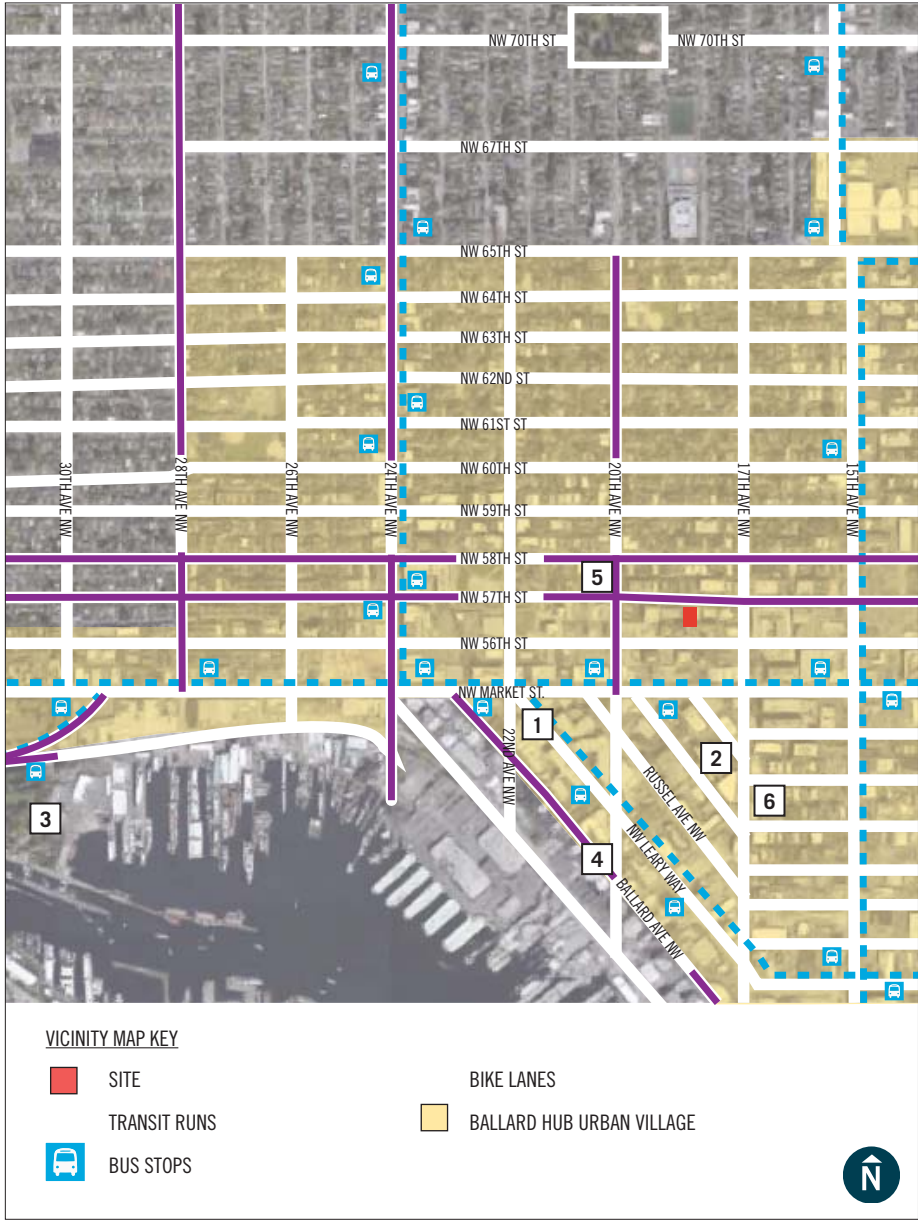 NW 70TH ST
NW 70TH ST
NW 67TH ST
NW 65TH ST
NW 64TH ST
NW 63TH ST
NW 62ND ST
NW 61ST ST
NW 60TH ST
30TH AVE NW
28TH AVE NW
26TH AVE NW
24TH AVE NW
20TH AVE NW
17TH AVE NW
15TH AVE NW
NW 59TH ST
NW 58TH ST
5
NW 57TH ST
NW 56TH ST
NW MARKET ST.
1
22ND AVE NW
2
RUSSEL AVE NW
6
3
NW LEARY WAY
4
BALLARD AVE NW
VICINITY MAP KEY
SITE
TRANSIT RUNS
BUS STOPS
BIKE LANES
BALLARD HUB URBAN VILLAGE
N